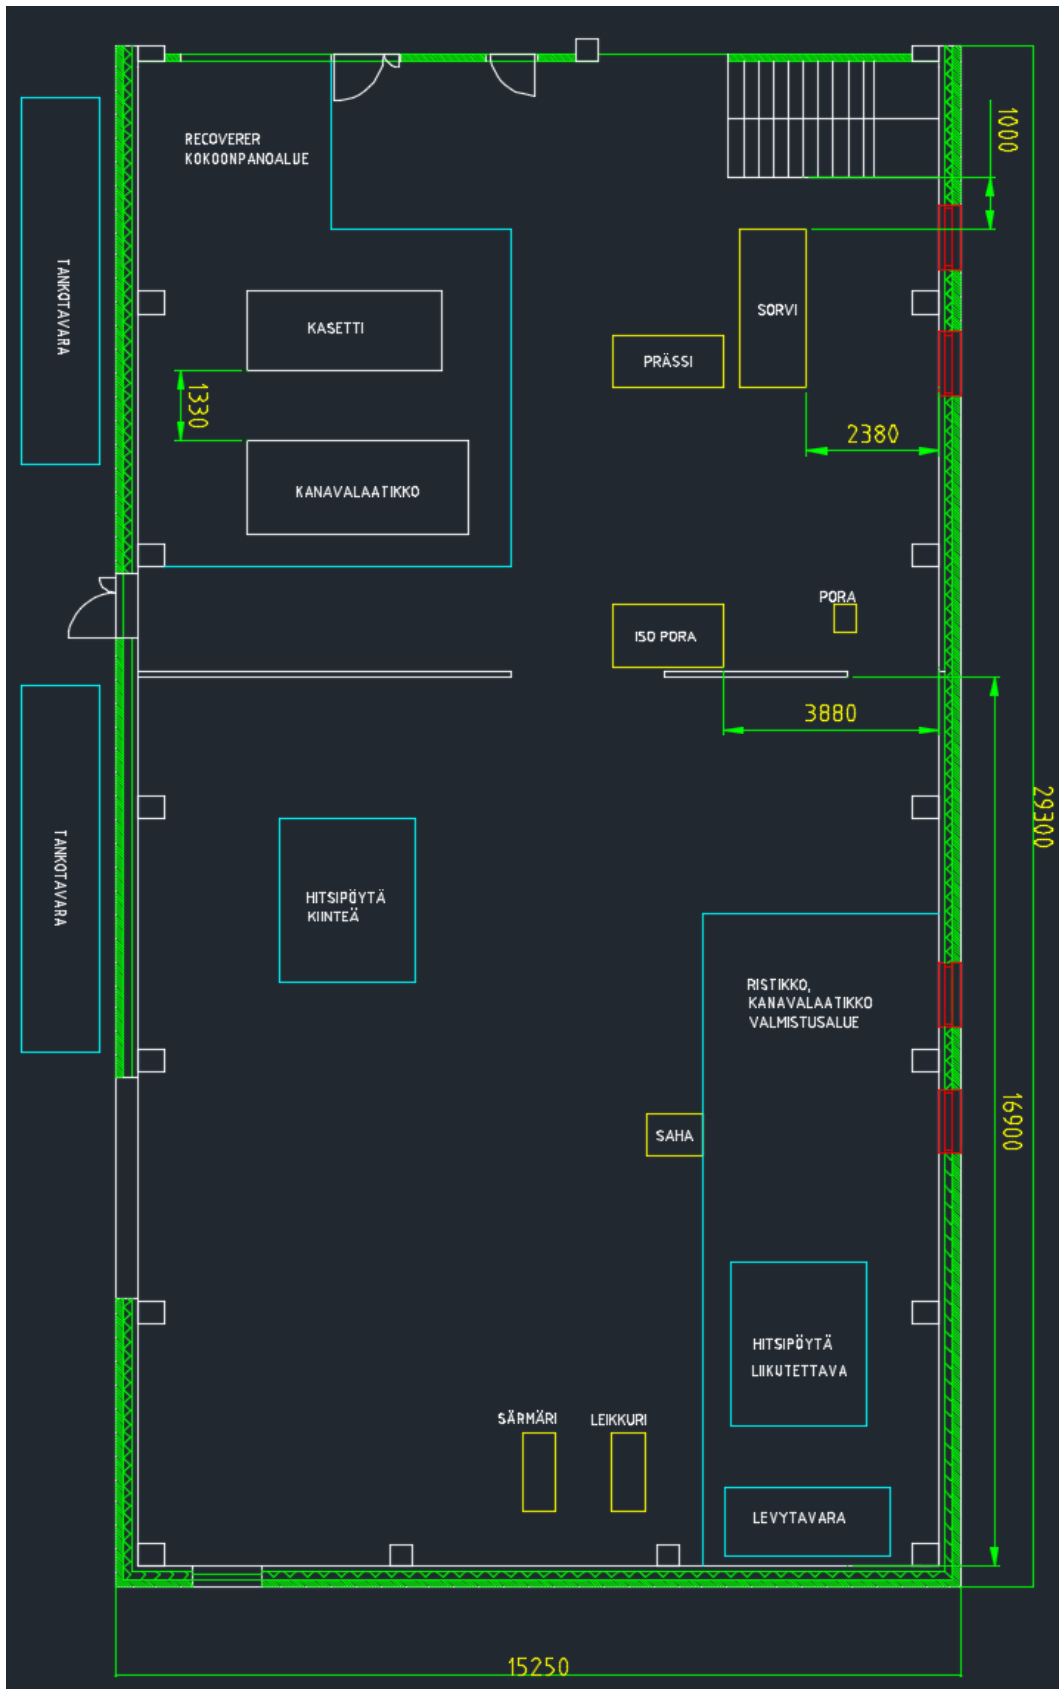 RECOVERER
KOKOONPANOALUE
1000
TANKOTAVARA
KASETTI
SORVI
PRÄSSI
1330
2380
KANAVALAATIKKO
PORA
ISO PORA
3880
29300
TANKOTAVARA
HITSIPÖYTÄ
KIINTEÄ
RISTIKKO,
KANAVALAATIKKO
VALMISTUSALUE
SAHA
16900
HITSIPÖYTÄ
LIIKUTETTAVA
SÄRMÄRI
LEIKKURI
LEVYTAVARA
15250